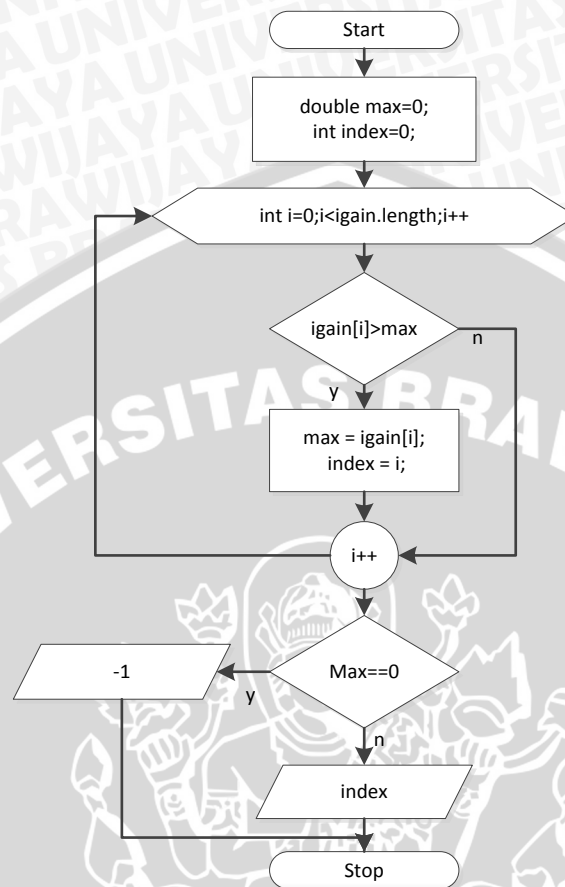 Start
double max=0;
int index=0;
int i=0;i<igain.length;i++
igain[i]>max
n
y
max = igain[i];
index = i;
i++
Max==0
y
-1
n
index
Stop